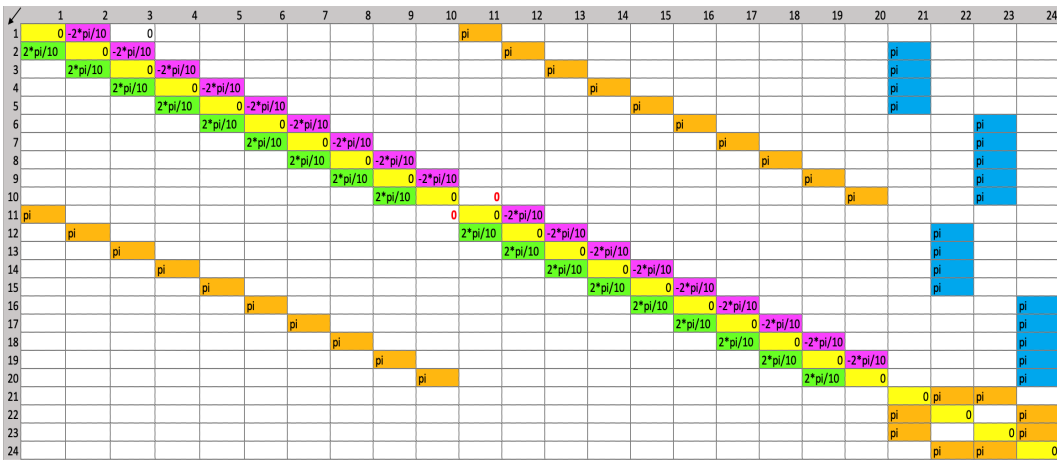 1 2 3 4 5 6 7 8 9 10 11 12 13 14 15 16 17 18 19 20 21 22 23 24
1 0 -2*pi/10 0 pi
2 2*pi/10 0 -2*pi/10 pi pi
3 2*pi/10 0 -2*pi/10 pi pi
4 2*pi/10 0 -2*pi/10 pi pi
5 2*pi/10 0 -2*pi/10 pi pi
6 2*pi/10 0 -2*pi/10 pi pi
7 2*pi/10 0 -2*pi/10 pi pi
8 2*pi/10 0 -2*pi/10 pi pi
9 2*pi/10 0 -2*pi/10 pi pi
10 2*pi/10 0 0 pi pi
11 pi 0 0 -2*pi/10
12 pi 2*pi/10 0 -2*pi/10 pi
13 pi 2*pi/10 0 -2*pi/10 pi
14 pi 2*pi/10 0 -2*pi/10 pi
15 pi 2*pi/10 0 -2*pi/10 pi
16 pi 2*pi/10 0 -2*pi/10 pi
17 pi 2*pi/10 0 -2*pi/10 pi
18 pi 2*pi/10 0 -2*pi/10 pi
19 pi 2*pi/10 0 -2*pi/10 pi
20 pi 2*pi/10 0 pi
21 0 pi pi
22 pi 0 pi
23 pi 0 pi
24 pi pi 0